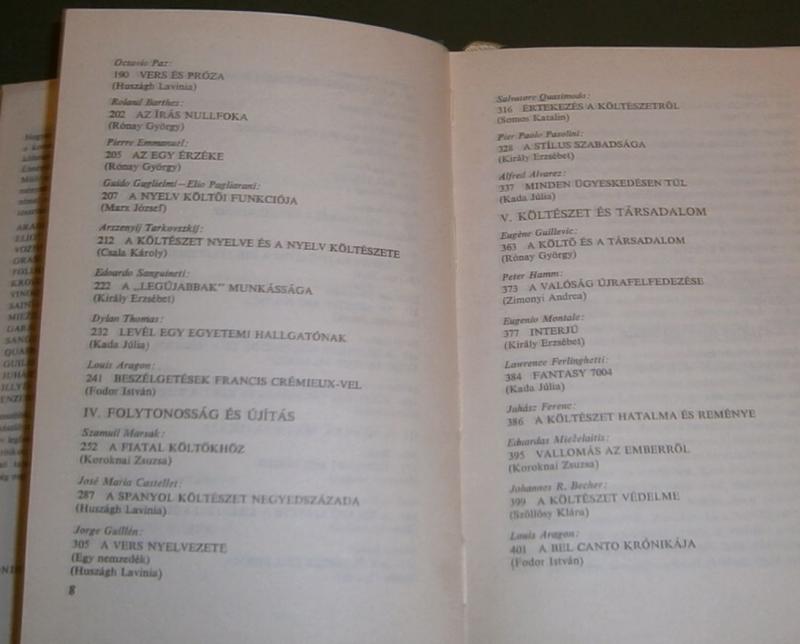 Octavio Paz:
190 VERS ÉS PRÓZA
(Huszágh Lavinia)
Roland Barthes:
202 AZ ÍRÁS NULLFOKA
(Rónay György)
Pierre Emmanuel:
205 AZ EGY ÉRZÉKE
(Rónay György)
Guido Guglielmi—Elio Pagliarani:
207 A NYELV KÖLTŐI FUNKCIÓJA
(Marx József)
Arszenyij Tarkovszkij:
212 A KÖLTÉSZET NYELVE ÉS A NYELV KÖLTÉSZETE
(Csala Károly)
Edoardo Sanguineti:
222 A „LEGÚJABBAK" MUNKÁSSÁGA
(Király Erzsébet)
Dylan Thomas:
232 LEVÉL EGY EGYETEMI HALLGATÓNAK
(Kada Júlia)
Louis Aragon:
241 BESZÉLGETÉSEK FRANCIS CRÉMIEUX-VEL
(Fodor István)
IV. FOLYTONOSSÁG ÉS ÚJÍTÁS
Szamuil Marsak:
252 A FIATAL KÖLTŐKHÖZ
(Koroknai Zsuzsa)
José Maria Castellet:
287 A SPANYOL KÖLTÉSZET NEGYEDSZÁZADA
(Huszágh Lavinia)
Jorge Guillén:
305 A VERS NYELVEZETE
(Egy nemzedék)
(Huszágh Lavinia)
8
Salvatore Quasimodo:
316 ÉRTEKEZÉS A KÖLTÉSZETRŐL
(Somos Katalin)
Pier Paolo Pasolini:
328 A STÍLUS SZABADSÁGA
(Király Erzsébet)
Alfred Alvarez:
337 MINDEN ÜGYESKEDÉSEN TÚL
(Kada Júlia)
V. KÖLTÉSZET ÉS TÁRSADALOM
Eugène Guillevic:
363 A KÖLTŐ ÉS A TÁRSADALOM
(Rónay György)
Peter Hamm:
373 A VALÓSÁG ÚJRAFELFEDEZÉSE
(Zimonyi Andrea)
Eugenio Montale:
377 INTERJÚ
(Király Erzsébet)
Lawrence Ferlinghetti:
384 FANTASY 7004
(Kada Júlia)
Juhász Ferenc:
386 A KÖLTÉSZET HATALMA ÉS REMÉNYE
Eduardas Mieželaitis:
395 VALLOMÁS AZ EMBERRŐL
(Koroknai Zsuzsa)
Johannes R. Becher:
399 A KÖLTÉSZET VÉDELME
(Szőllősy Klára)
Louis Aragon:
401 A BEL CANTO KRÓNIKÁJA
(Fodor István)